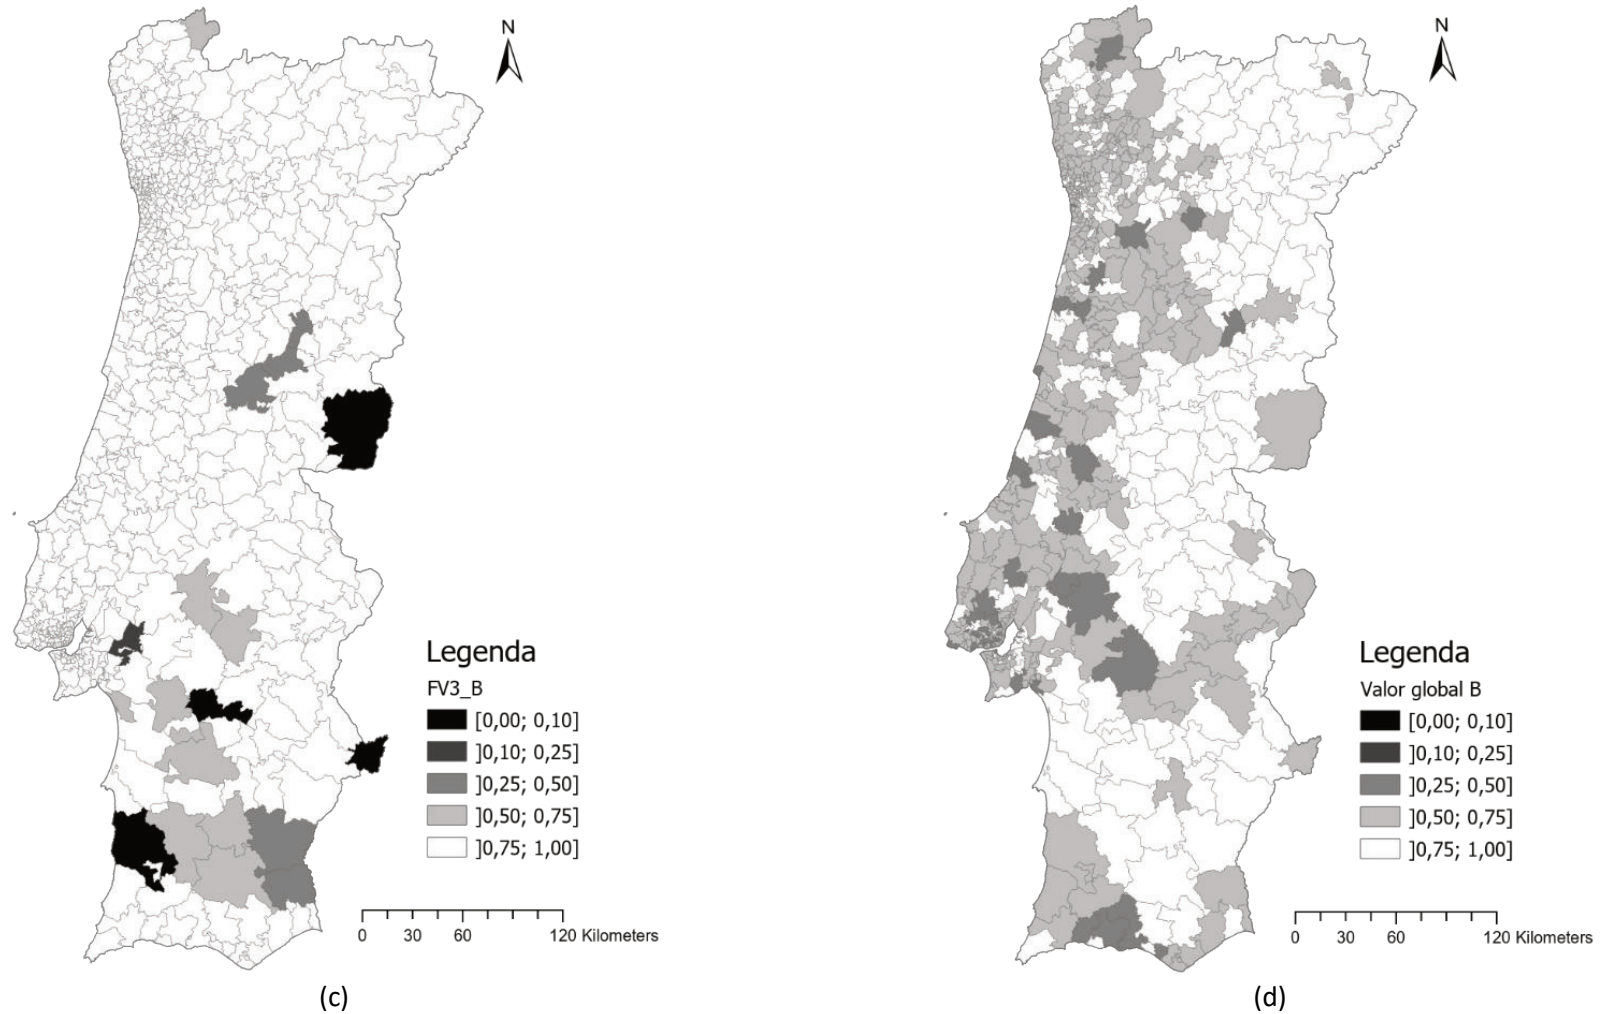 N
Legenda
FV3_B
[0,00; 0,10]
]0,10; 0,25]
]0,25; 0,50]
]0,50; 0,75]
]0,75; 1,00]
0 30 60 120 Kilometers
(c)
N
Legenda
Valor global B
[0,00; 0,10]
]0,10; 0,25]
]0,25; 0,50]
]0,50; 0,75]
]0,75; 1,00]
0 30 60 120 Kilometers
(d)